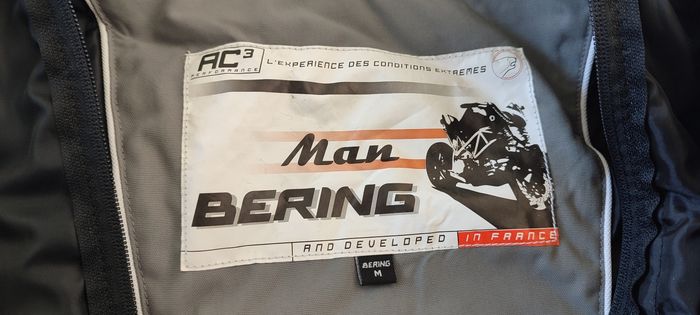 AC3
PERFORMANCE
L'EXPERIENCE DES CONDITIONS EXTREMES
Man
BERING
AND DEVELOPED IN FRANCE
BERING
M